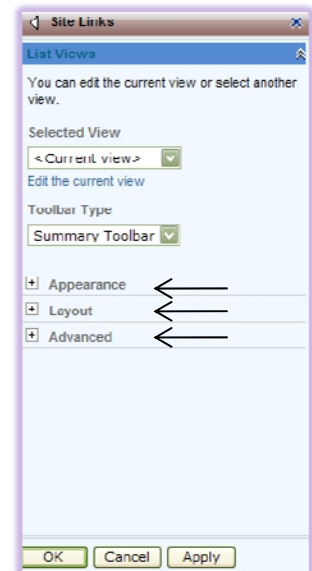 Site Links
List Views
You can edit the current view or select another
view.
Selected View
<Current view>
Edit the current view
Toolbar Type
Summary Toolbar
Appearance
Layout
Advanced
OK Cancel Apply